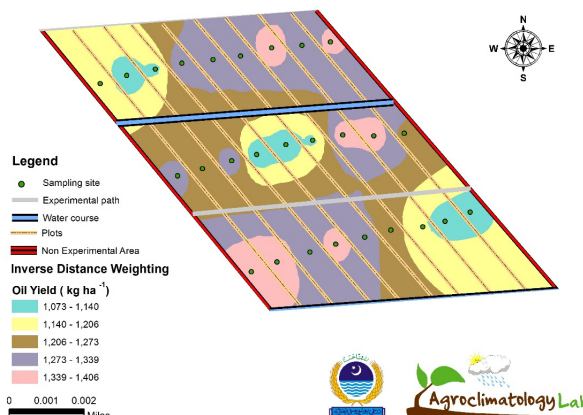 N
W E
S
Legend
Sampling site
Experimental path
Water course
Plots
Non Experimental Area
Inverse Distance Weighting
Oil Yield ( kg ha -1)
1,073 - 1,140
1,140 - 1,206
1,206 - 1,273
1,273 - 1,339
1,339 - 1,406
0 0.001 0.002
Miles
Agroclimatology La